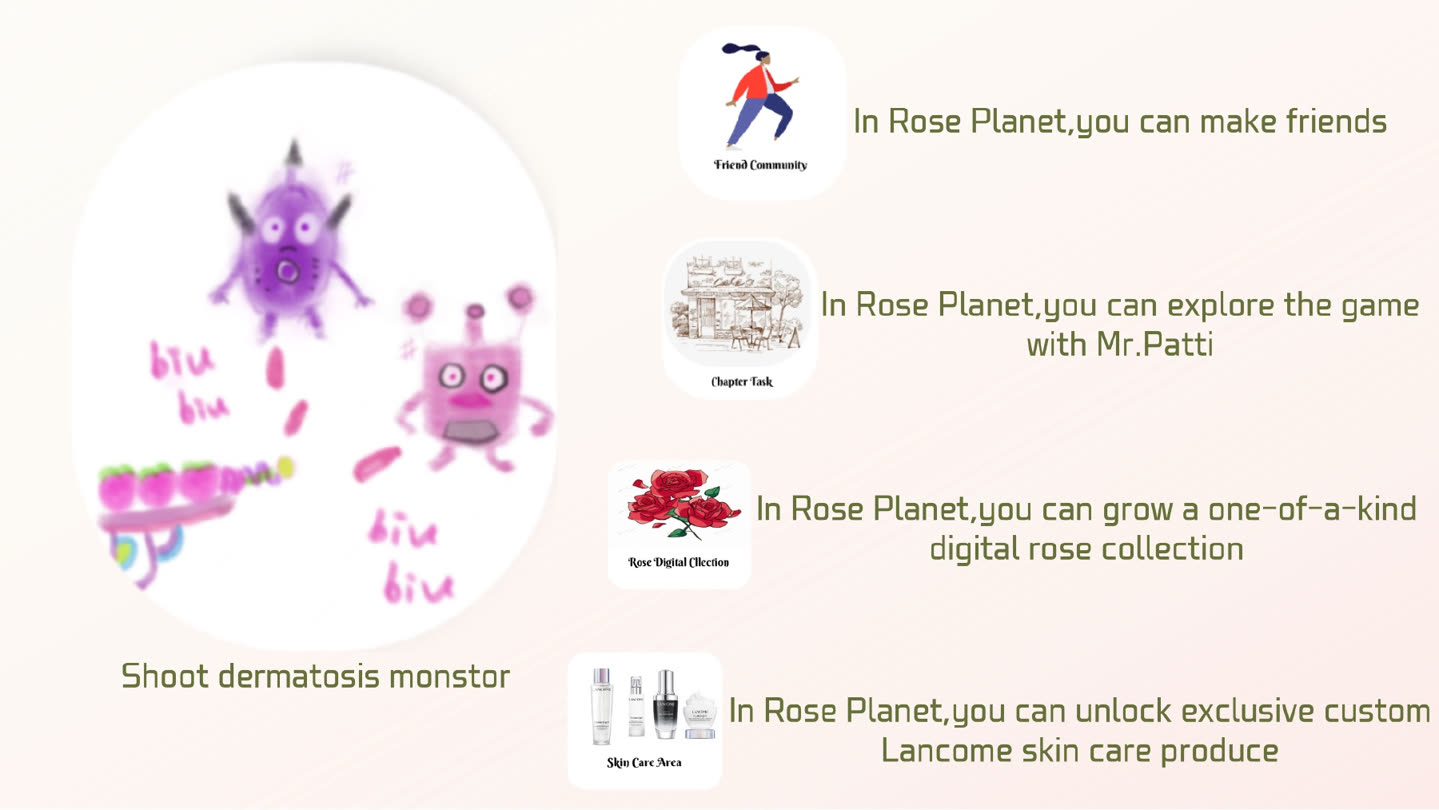 biu
biu
biu
biu
Shoot dermatosis monstor
Friend Community
In Rose Planet,you can make friends
Chapter Task
In Rose Planet,you can explore the game
with Mr.Patti
Rose Digital Cllection
In Rose Planet,you can grow a one-of-a-kind
digital rose collection
LANCOME
Skin Care Area
In Rose Planet,you can unlock exclusive custom
Lancome skin care produce